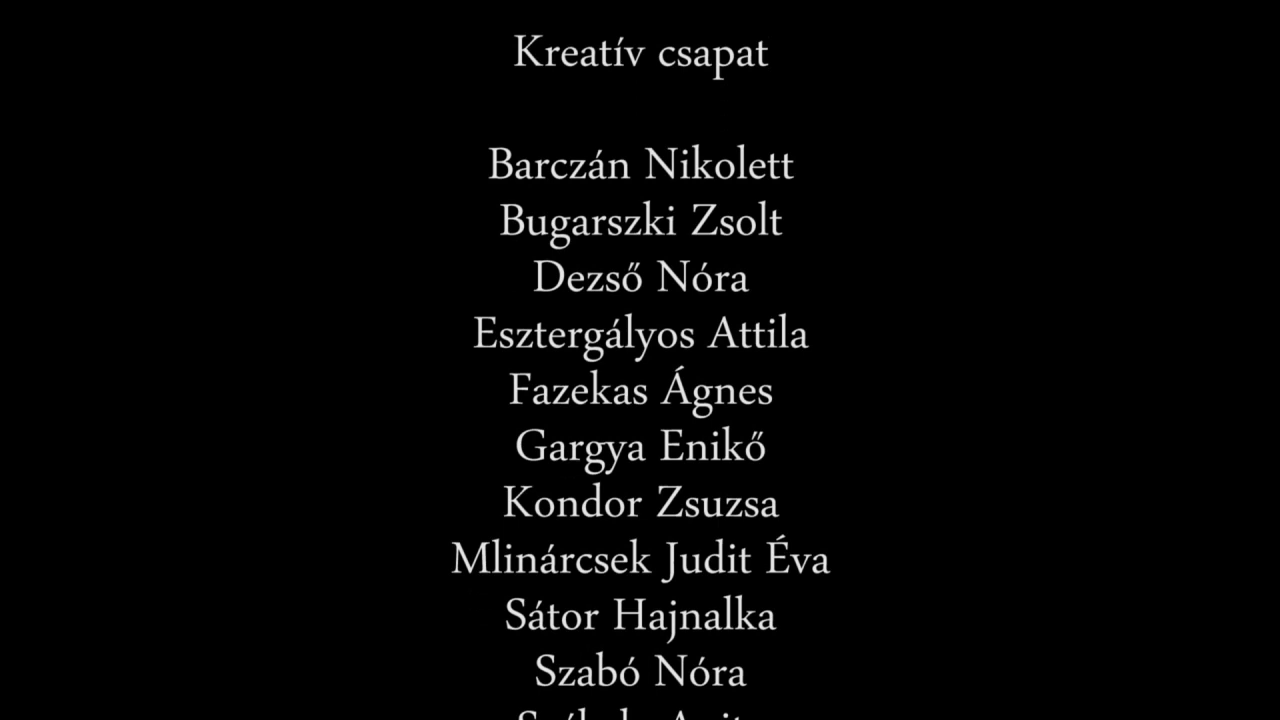 Kreatív csapat
Barczán Nikolett
Bugarszki Zsolt
Dezső Nóra
Esztergályos Attila
Fazekas Ágnes
Gargya Enikő
Kondor Zsuzsa
Mlinárcsek Judit Éva
Sátor Hajnalka
Szabó Nóra